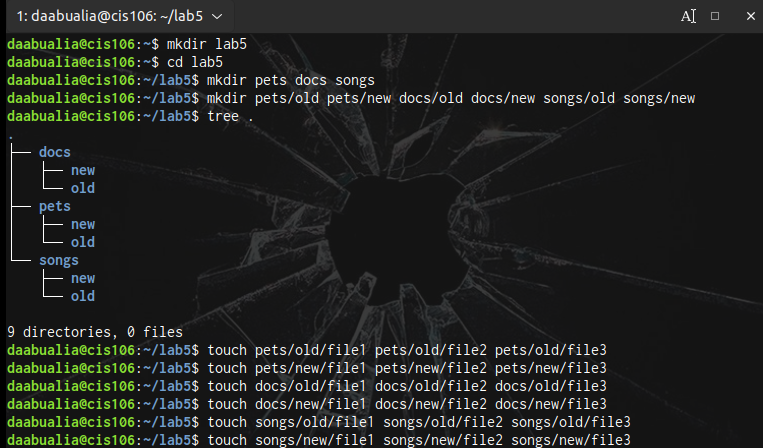 1: daabualia@cis106: ~/lab5
daabualia@cis106:~$ mkdir lab5
daabualia@cis106:~$ cd lab5
daabualia@cis106:~/lab5$ mkdir pets docs songs
daabualia@cis106:~/lab5$ mkdir pets/old pets/new docs/old docs/new songs/old songs/new
daabualia@cis106:~/lab5$ tree .
.
├── docs
│   ├── new
│   └── old
├── pets
│   ├── new
│   └── old
└── songs
    ├── new
    └── old
9 directories, 0 files
daabualia@cis106:~/lab5$ touch pets/old/file1 pets/old/file2 pets/old/file3
daabualia@cis106:~/lab5$ touch pets/new/file1 pets/new/file2 pets/new/file3
daabualia@cis106:~/lab5$ touch docs/old/file1 docs/old/file2 docs/old/file3
daabualia@cis106:~/lab5$ touch docs/new/file1 docs/new/file2 docs/new/file3
daabualia@cis106:~/lab5$ touch songs/old/file1 songs/old/file2 songs/old/file3
daabualia@cis106:~/lab5$ touch songs/new/file1 songs/new/file2 songs/new/file3